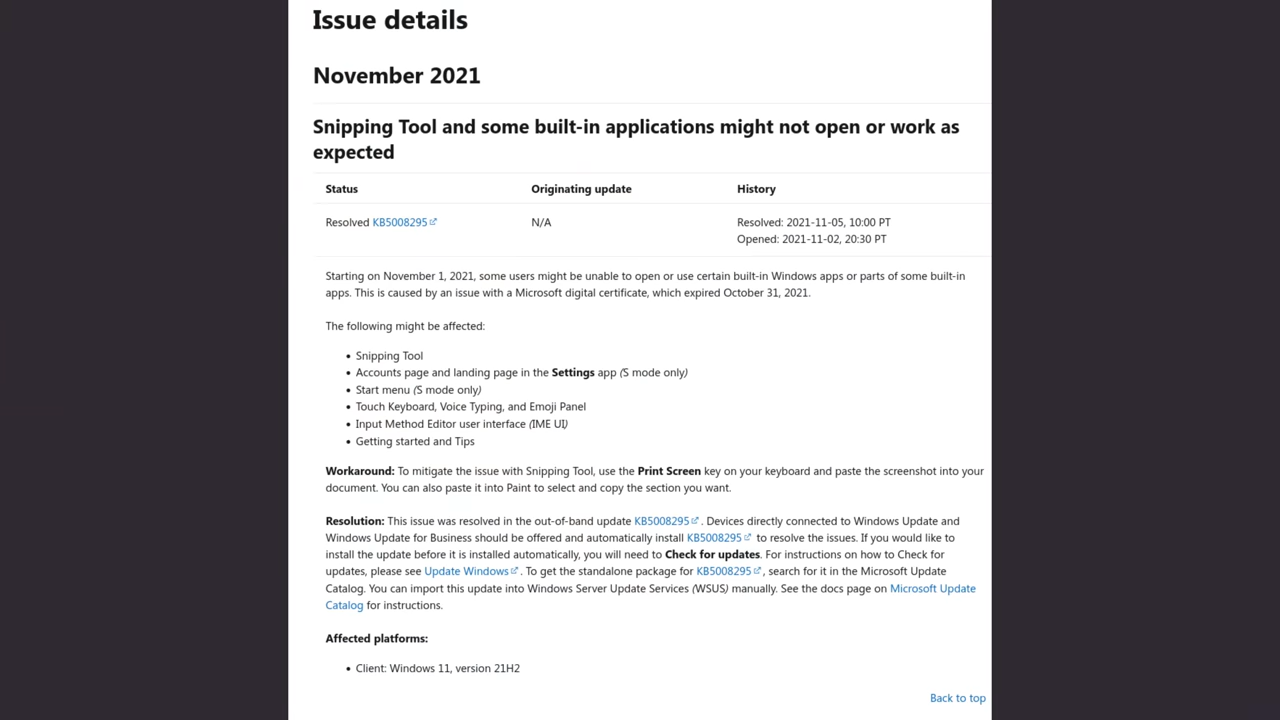 Issue details
November 2021
Snipping Tool and some built-in applications might not open or work as
expected
Status Originating update History
Resolved KB5008295 N/A Resolved: 2021-11-05, 10:00 PT
Opened: 2021-11-02, 20:30 PT
Starting on November 1, 2021, some users might be unable to open or use certain built-in Windows apps or parts of some built-in
apps. This is caused by an issue with a Microsoft digital certificate, which expired October 31, 2021.
The following might be affected:
• Snipping Tool
• Accounts page and landing page in the Settings app (S mode only)
• Start menu (S mode only)
• Touch Keyboard, Voice Typing, and Emoji Panel
• Input Method Editor user interface (IME UI)
• Getting started and Tips
Workaround: To mitigate the issue with Snipping Tool, use the Print Screen key on your keyboard and paste the screenshot into your
document. You can also paste it into Paint to select and copy the section you want.
Resolution: This issue was resolved in the out-of-band update KB5008295. Devices directly connected to Windows Update and
Windows Update for Business should be offered and automatically install KB5008295 to resolve the issues. If you would like to
install the update before it is installed automatically, you will need to Check for updates. For instructions on how to Check for
updates, please see Update Windows. To get the standalone package for KB5008295, search for it in the Microsoft Update
Catalog. You can import this update into Windows Server Update Services (WSUS) manually. See the docs page on Microsoft Update
Catalog for instructions.
Affected platforms:
• Client: Windows 11, version 21H2
Back to top